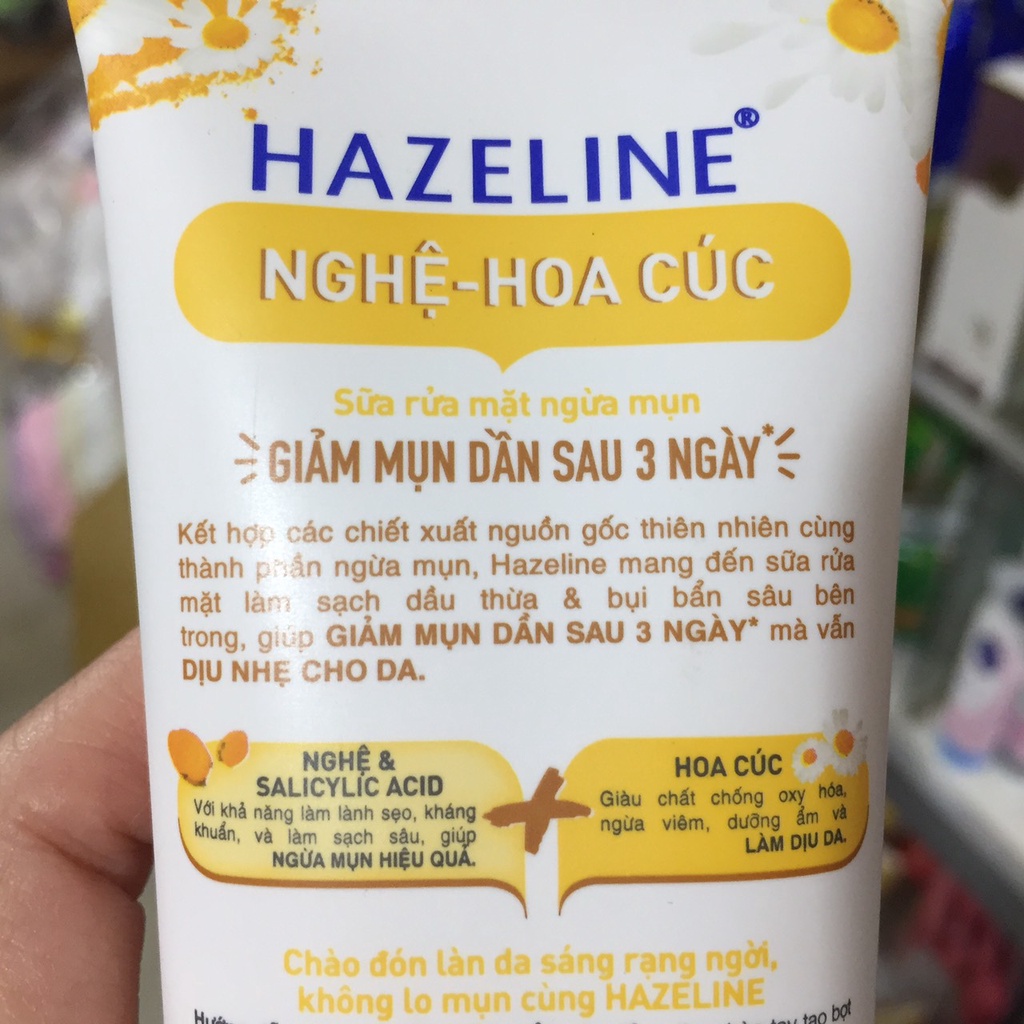 HAZELINE®
NGHỆ-HOA CÚC
Sữa rửa mặt ngừa mụn
GIẢM MỤN DẦN SAU 3 NGÀY*
Kết hợp các chiết xuất nguồn gốc thiên nhiên cùng
thành phần ngừa mụn, Hazeline mang đến sữa rửa
mặt làm sạch dầu thừa & bụi bẩn sâu bên
trong, giúp GIẢM MỤN DẦN SAU 3 NGÀY* mà vẫn
DỊU NHẸ CHO DA.
NGHỆ &
SALICYLIC ACID
Với khả năng làm lành sẹo, kháng
khuẩn, và làm sạch sâu, giúp
NGỪA MỤN HIỆU QUẢ.
HOA CÚC
Giàu chất chống oxy hóa,
ngừa viêm, dưỡng ẩm và
LÀM DỊU DA.
Chào đón làn da sáng rạng ngời,
không lo mụn cùng HAZELINE
tay tạo bọt